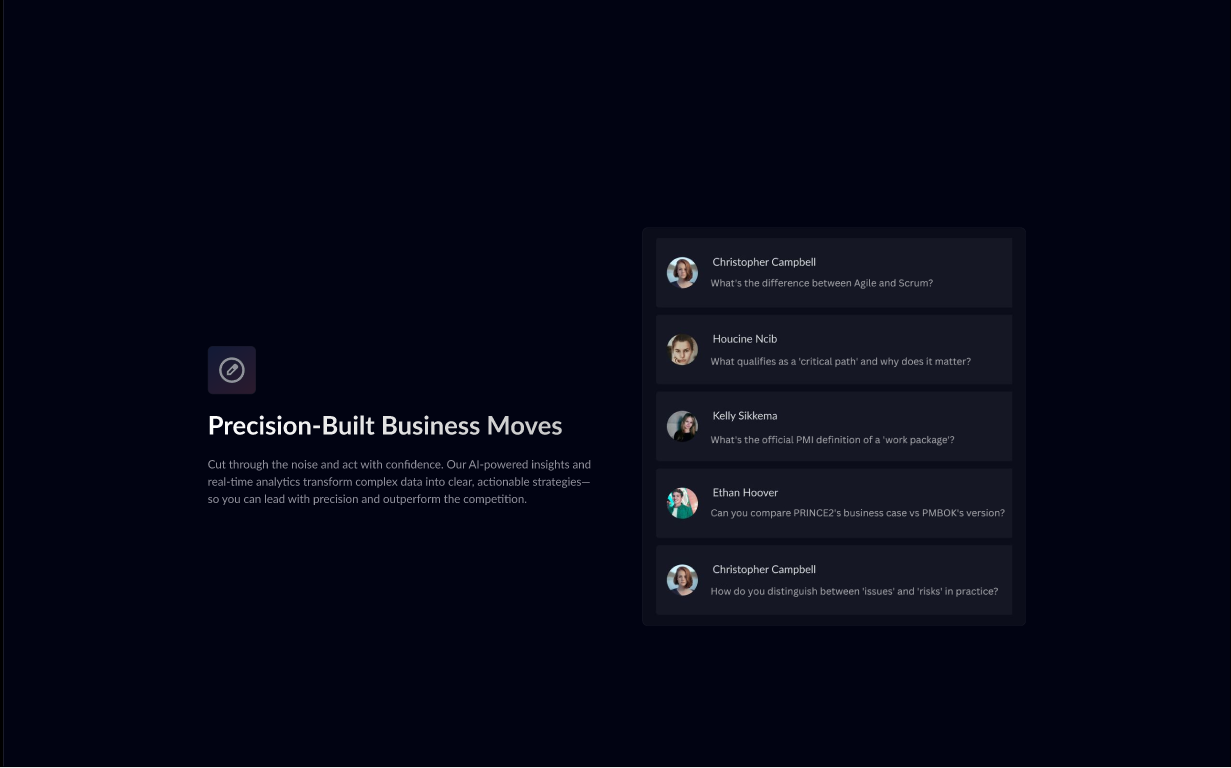 Precision-Built Business Moves
Cut through the noise and act with confidence. Our AI-powered insights and
real-time analytics transform complex data into clear, actionable strategies—
so you can lead with precision and outperform the competition.
Christopher Campbell
What's the difference between Agile and Scrum?
Houcine Ncib
What qualifies as a 'critical path' and why does it matter?
Kelly Sikkema
What's the official PMI definition of a 'work package'?
Ethan Hoover
Can you compare PRINCE2's business case vs PMBOK's version?
Christopher Campbell
How do you distinguish between 'issues' and 'risks' in practice?